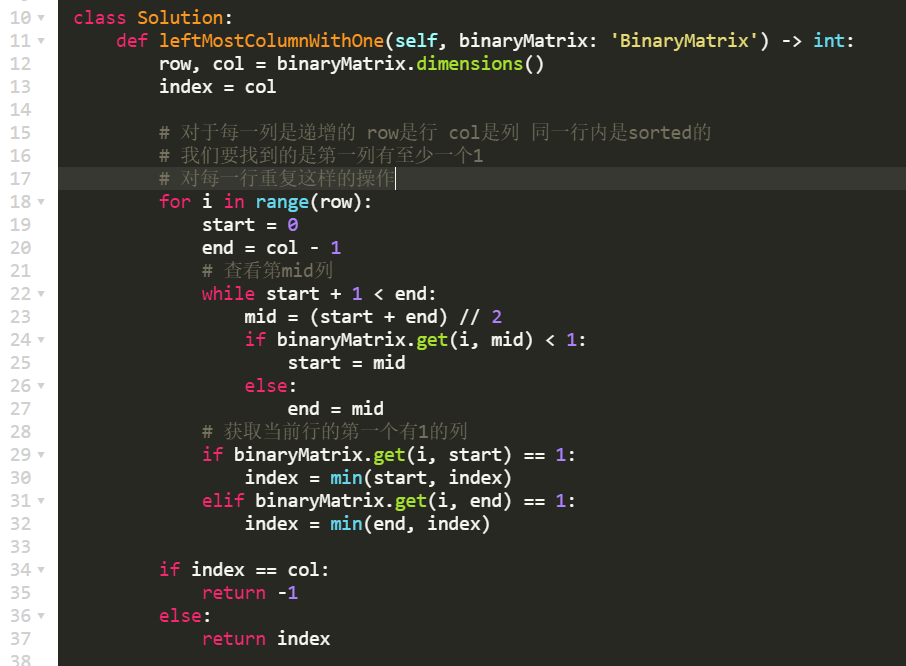 10 class Solution:
11     def leftMostColumnWithOne(self, binaryMatrix: 'BinaryMatrix') -> int:
12         row, col = binaryMatrix.dimensions()
13         index = col
14
15         # 对于每一列是递增的 row是行 col是列 同一行内是sorted的
16         # 我们要找到的是第一列有至少一个1
17         # 对每一行重复这样的操作
18         for i in range(row):
19             start = 0
20             end = col - 1
21             # 查看第mid列
22             while start + 1 < end:
23                 mid = (start + end) // 2
24                 if binaryMatrix.get(i, mid) < 1:
25                     start = mid
26                 else:
27                     end = mid
28             # 获取当前行的第一个有1的列
29             if binaryMatrix.get(i, start) == 1:
30                 index = min(start, index)
31             elif binaryMatrix.get(i, end) == 1:
32                 index = min(end, index)
33
34         if index == col:
35             return -1
36         else:
37             return index
38